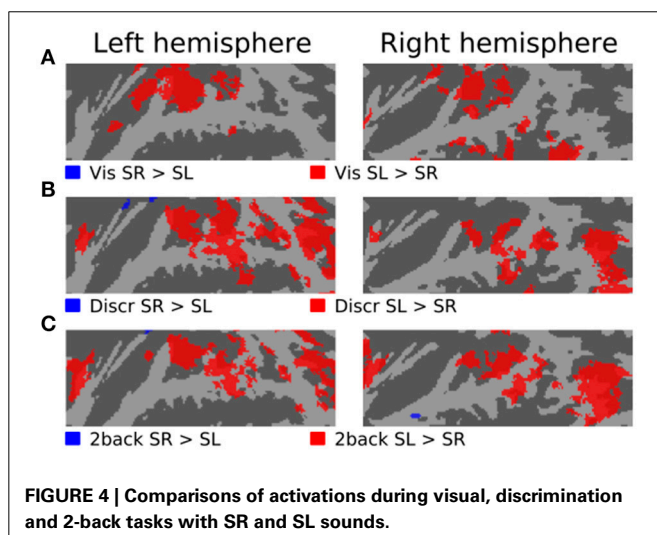 Left hemisphere Right hemisphere
A
Vis SR > SL Vis SL > SR
B
Discr SR > SL Discr SL > SR
C
2back SR > SL 2back SL > SR
FIGURE 4 | Comparisons of activations during visual, discrimination
and 2-back tasks with SR and SL sounds.